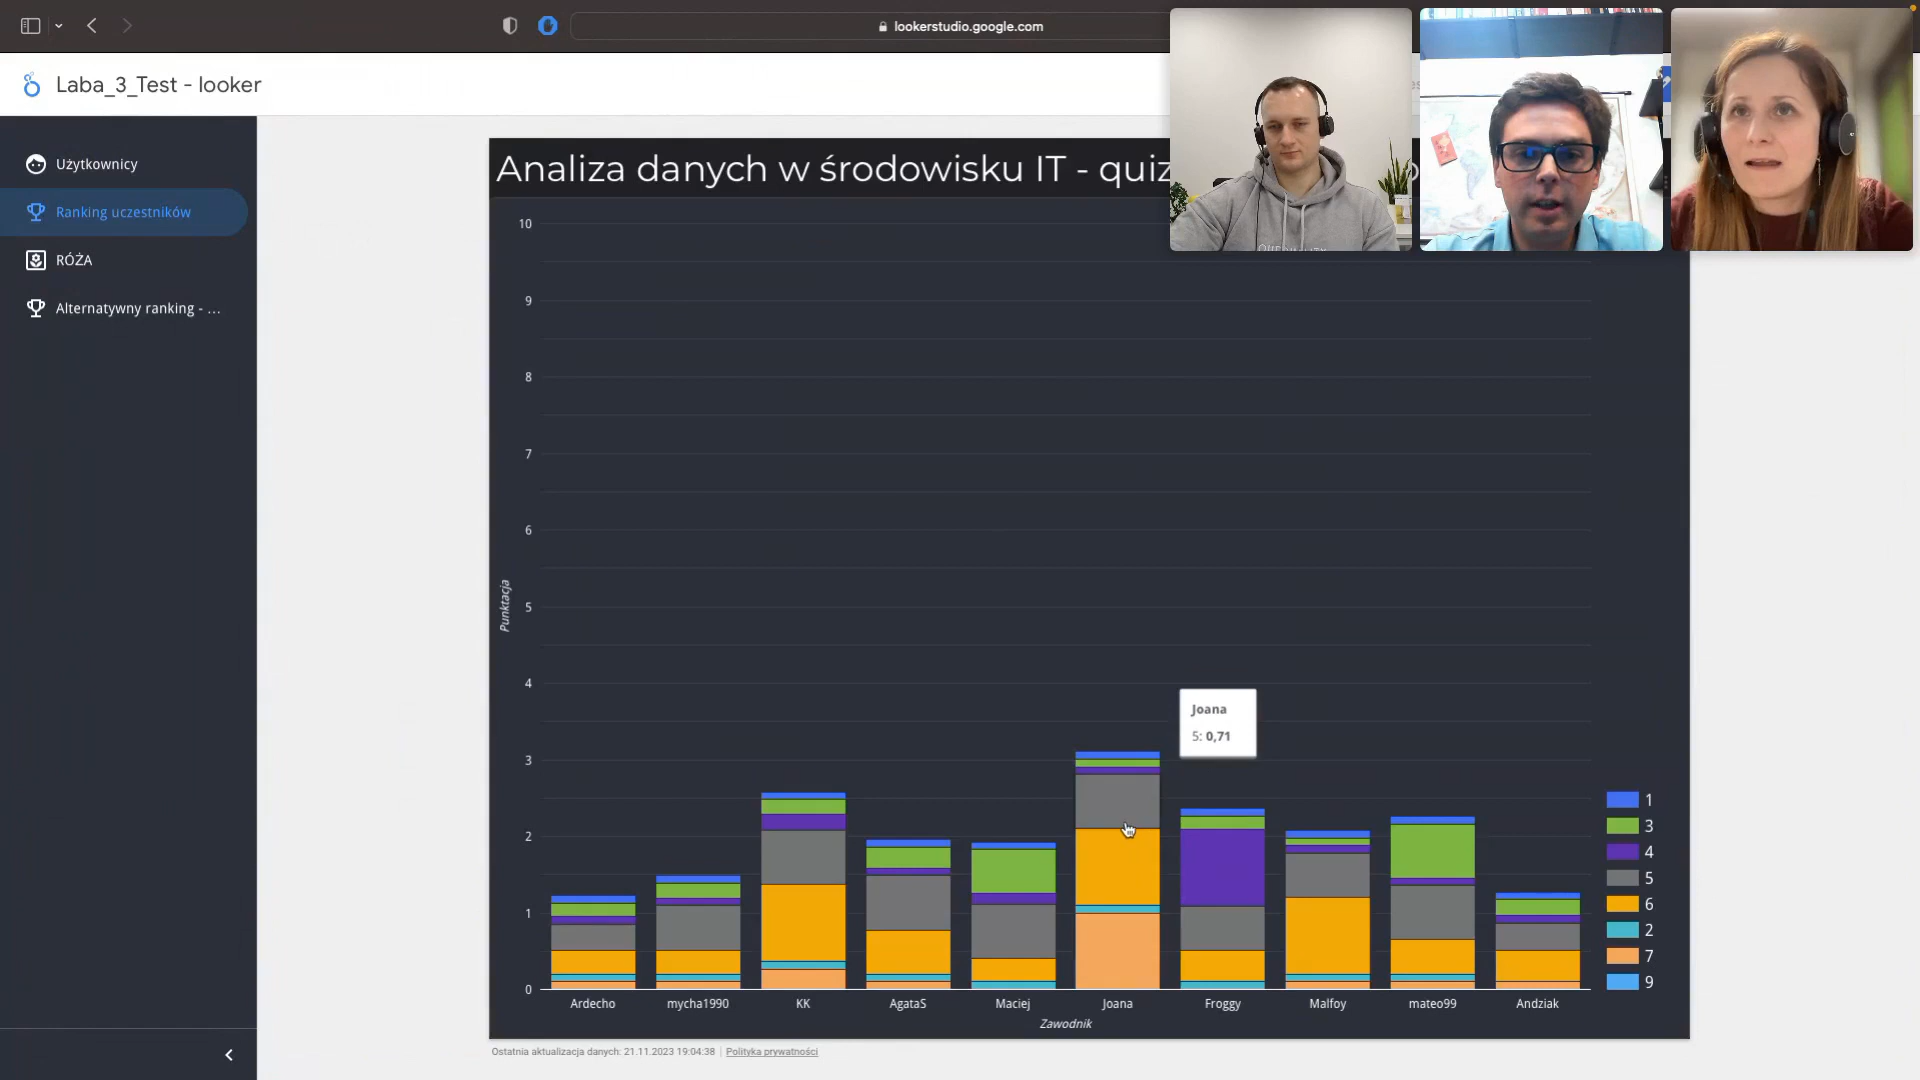 lookerstudio.google.com
Laba_3_Test - looker
Użytkownicy
Ranking uczestników
RÓŻA
Alternatywny ranking - ...
Analiza danych w środowisku IT - quiz
10
9
8
7
6
5
4
3
2
1
0
Punktacja
Joana
5: 0,71
1
3
4
5
6
2
7
9
Ardecho
mycha1990
KK
AgataS
Maciej
Joana
Froggy
Malfoy
mateo99
Andziak
Zawodnik
Ostatnia aktualizacja danych: 21.11.2023 19:04:38
Polityka prywatności